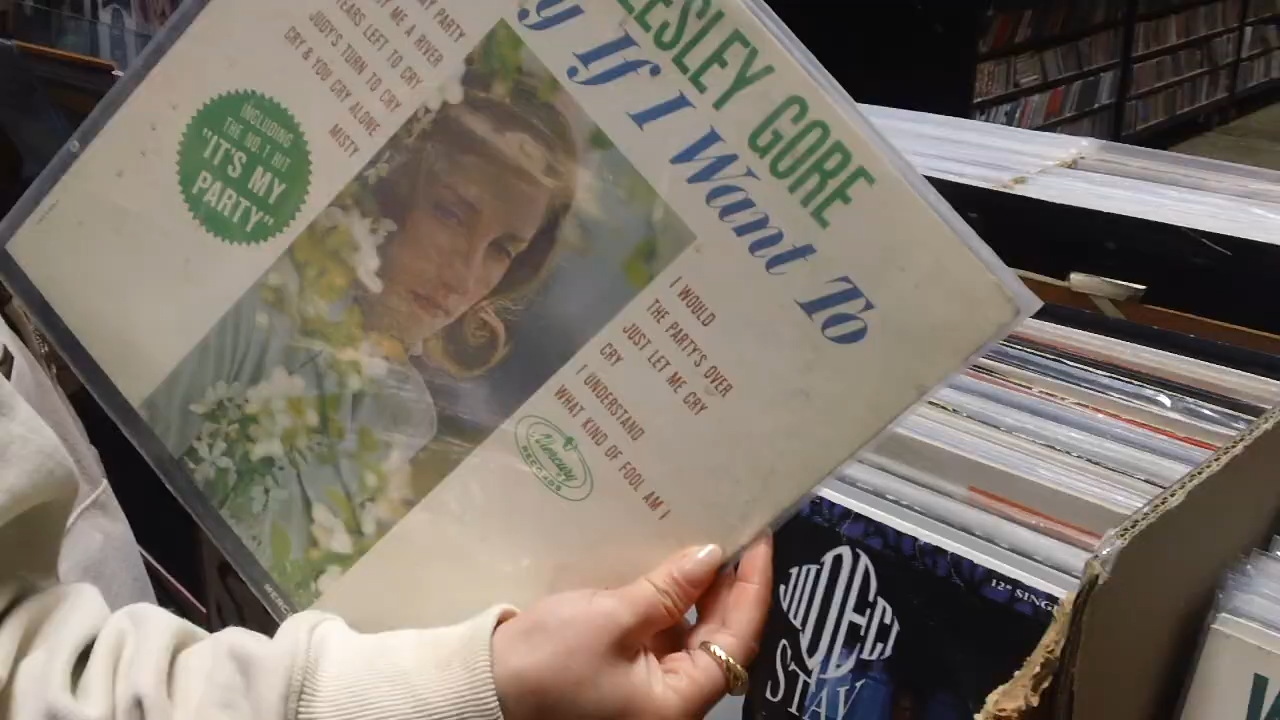 LESLEY GORE
If I Want To
MY PARTY
ME A RIVER
YEARS LEFT TO CRY
JUDY'S TURN TO CRY
CRY & YOU CRY ALONE
MISTY
INCLUDING
THE NO. 1 HIT
"IT'S MY
PARTY"
I WOULD
THE PARTY'S OVER
JUST LET ME CRY
CRY
I UNDERSTAND
WHAT KIND OF FOOL AM I
Mercury
RECORDS
12" SINGL
JODECI
STAY